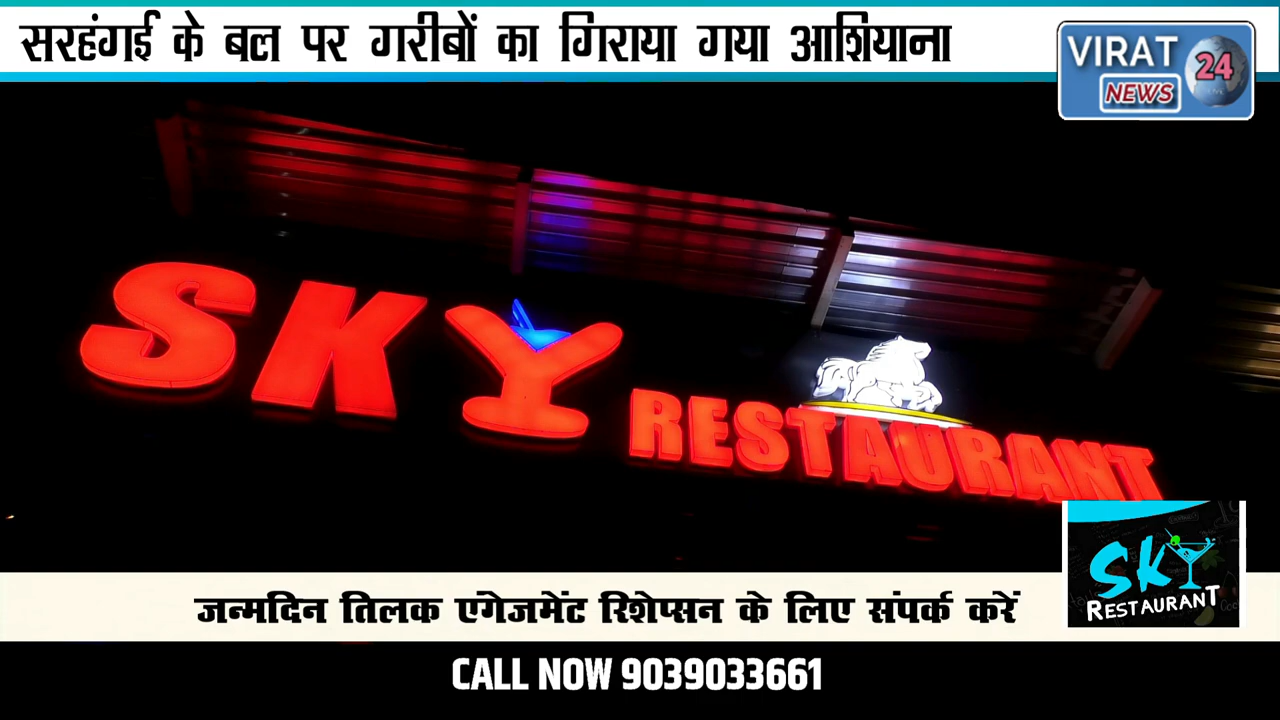 सरहंगई के बल पर गरीबों का गिराया गया आशियाना
VIRAT 24
NEWS
SKY RESTAURANT
SKY
RESTAURANT
जन्मदिन तिलक एंगेजमेंट रिशेप्सन के लिए संपर्क करें
CALL NOW 9039033661